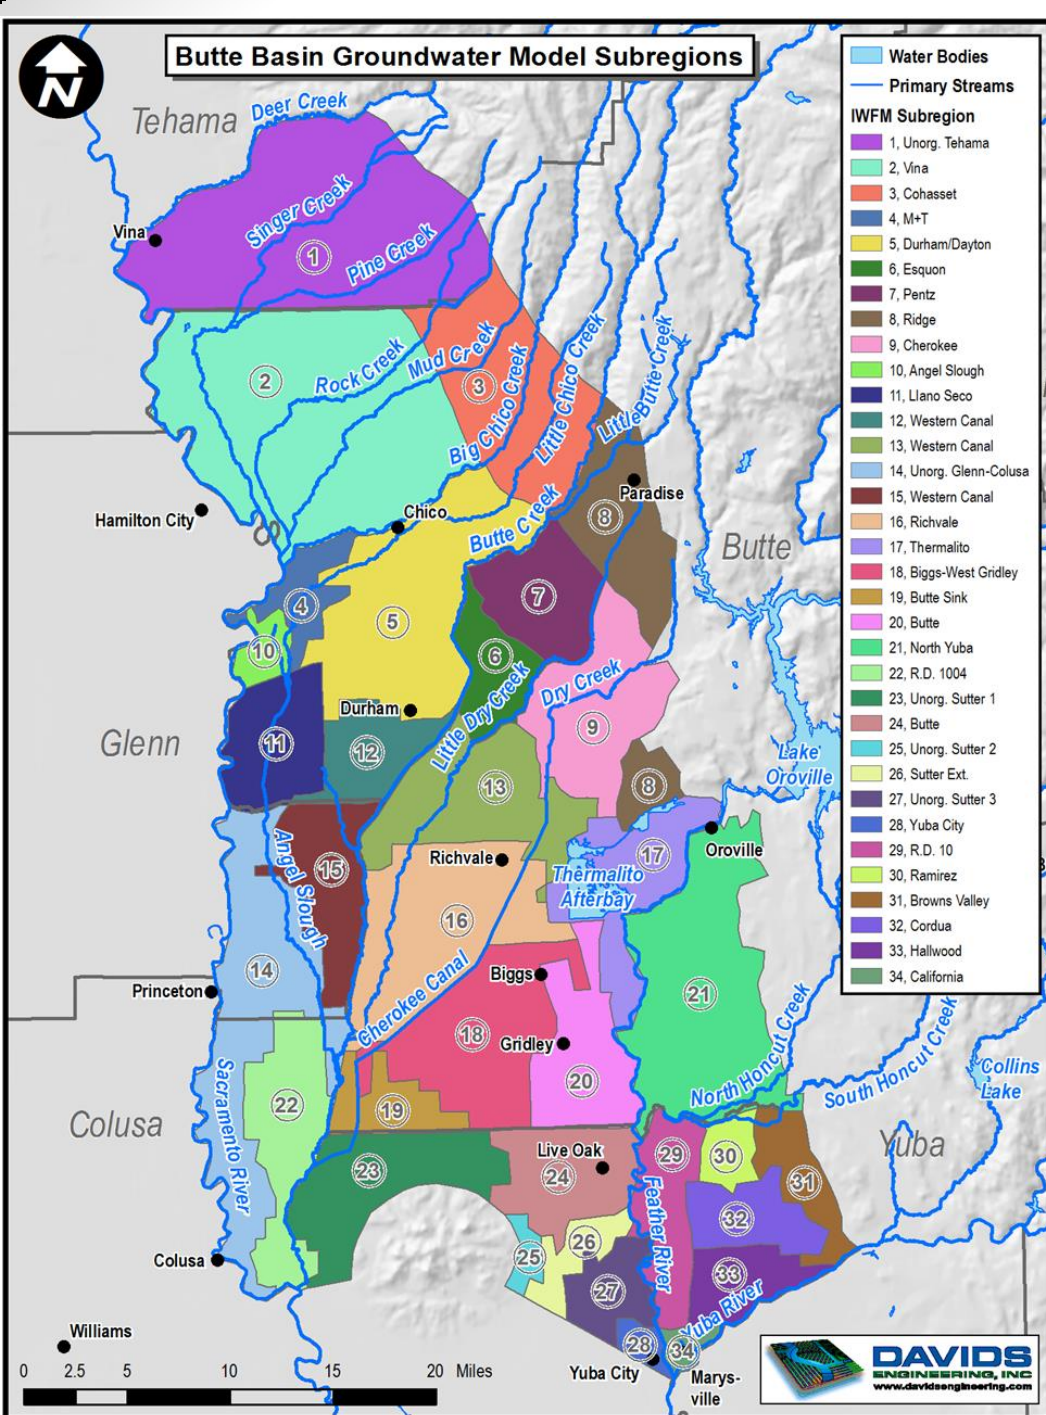 Butte Basin Groundwater Model Subregions
N
Water Bodies
Primary Streams
IWFM Subregion
1, Unorg. Tehama
2, Vina
3, Cohasset
4, M+T
5, Durham/Dayton
6, Esquon
7, Pentz
8, Ridge
9, Cherokee
10, Angel Slough
11, Llano Seco
12, Western Canal
13, Western Canal
14, Unorg. Glenn-Colusa
15, Western Canal
16, Richvale
17, Thermalito
18, Biggs-West Gridley
19, Butte Sink
20, Butte
21, North Yuba
22, R.D. 1004
23, Unorg. Sutter 1
24, Butte
25, Unorg. Sutter 2
26, Sutter Ext.
27, Unorg. Sutter 3
28, Yuba City
29, R.D. 10
30, Ramirez
31, Browns Valley
32, Cordua
33, Hallwood
34, California
Tehama
Deer Creek
Singer Creek
Vina
1
Pine Creek
2
Rock Creek
Mud Creek
3
Big Chico Creek
Little Chico Creek
Little Butte Creek
Hamilton City
Chico
Paradise
Butte Creek
8
Butte
4
5
7
10
6
Durham
Little Dry Creek
Dry Creek
9
Glenn
11
12
13
8
Lake
Oroville
Angel Slough
15
Richvale
17
Oroville
Thermalito
Afterbay
16
14
Princeton
Cherokee Canal
Biggs
21
18
Gridley
20
North Honcut Creek
South Honcut Creek
Collins
Lake
Sacramento River
22
19
Colusa
23
Live Oak
24
29
30
Yuba
31
Feather River
32
Colusa
25
26
27
33
Yuba River
Williams
28
34
Yuba City
Marys-
ville
0 2.5 5 10 15 20 Miles
DAVIDS
ENGINEERING, INC
www.davidsengineering.com